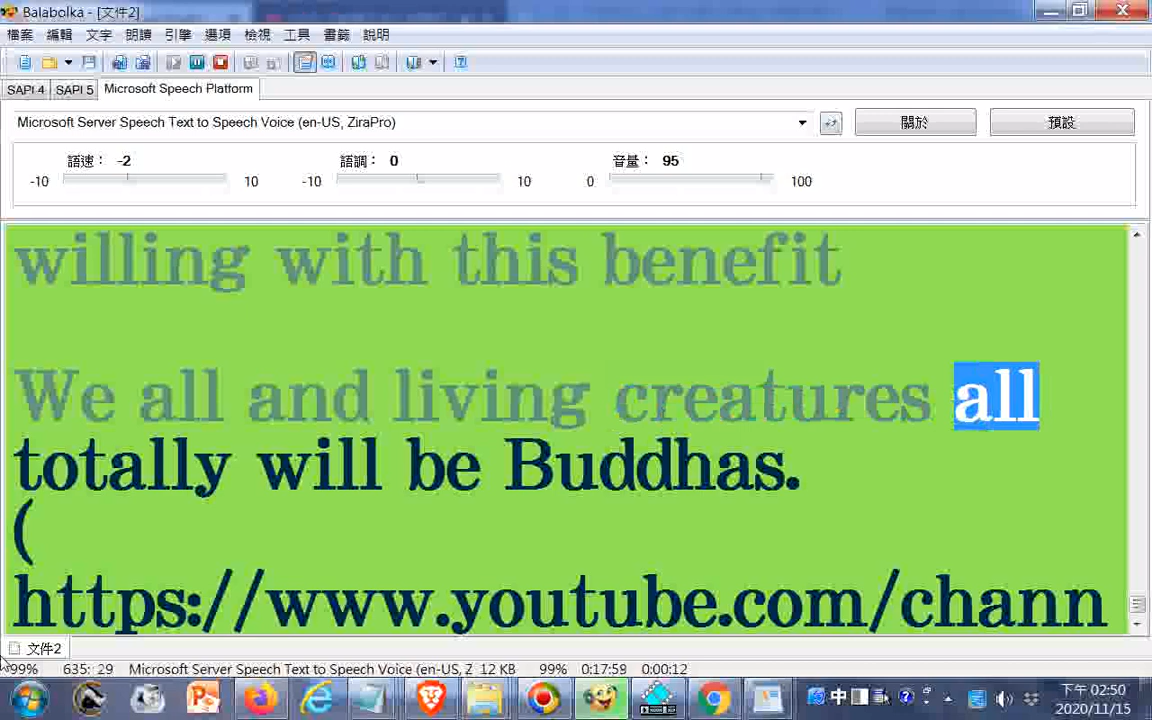 Balabolka - [文件2]
檔案 編輯 文字 朗讀 引擎 選項 檢視 工具 書籤 說明
SAPI 4 SAPI 5 Microsoft Speech Platform
Microsoft Server Speech Text to Speech Voice (en-US, ZiraPro) 關於 預設
語速： -2 語調： 0 音量： 95
-10 10 -10 10 0 100
willing with this benefit
We all and living creatures all
totally will be Buddhas.
(
https://www.youtube.com/chann
文件2
99% 635: 29 Microsoft Server Speech Text to Speech Voice (en-US, Z 12 KB 99% 0:17:59 0:00:12
中
下午 02:50
2020/11/15